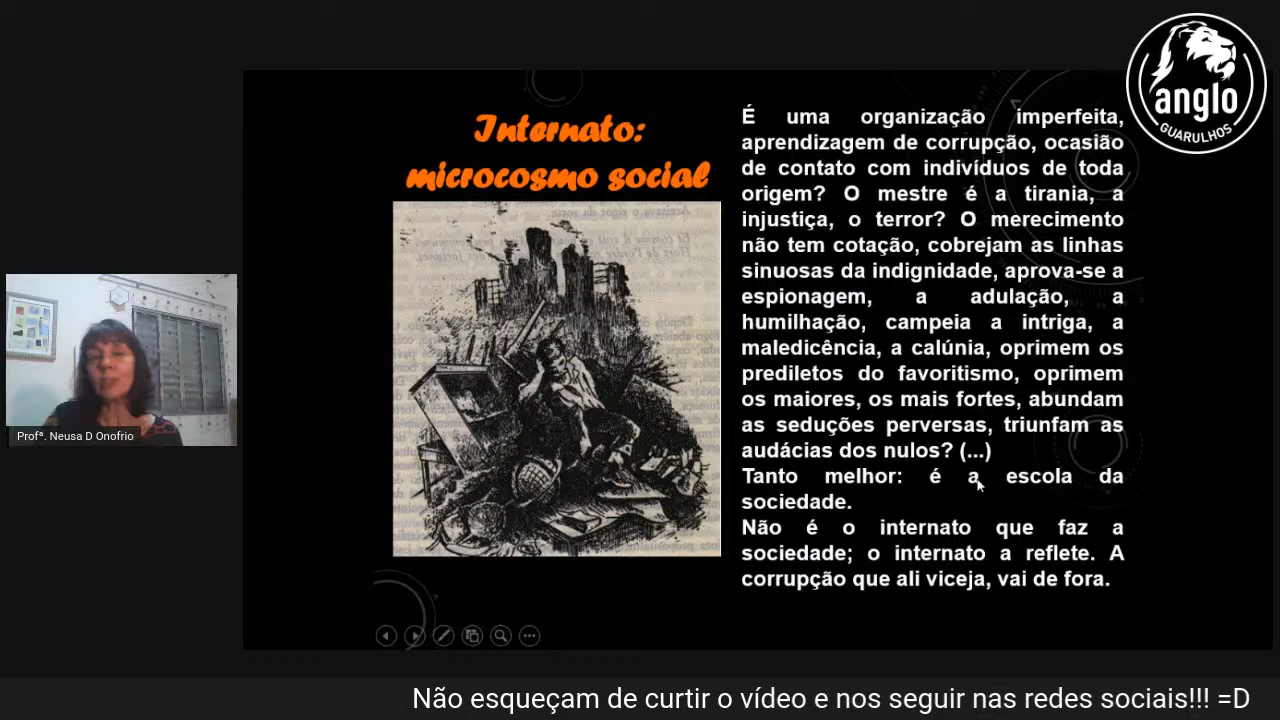 anglo
GUARULHOS
Internato:
microcosmo social
É uma organização imperfeita,
aprendizagem de corrupção, ocasião
de contato com indivíduos de toda
origem? O mestre é a tirania, a
injustiça, o terror? O merecimento
não tem cotação, cobrejam as linhas
sinuosas da indignidade, aprova-se a
espionagem, a adulação, a
humilhação, campeia a intriga, a
maledicência, a calúnia, oprimem os
prediletos do favoritismo, oprimem
os maiores, os mais fortes, abundam
as seduções perversas, triunfam as
audácias dos nulos? (...)
Tanto melhor: é a escola da
sociedade.
Não é o internato que faz a
sociedade; o internato a reflete. A
corrupção que ali viceja, vai de fora.
Profª. Neusa D Onofrio
Não esqueçam de curtir o vídeo e nos seguir nas redes sociais!!! =D